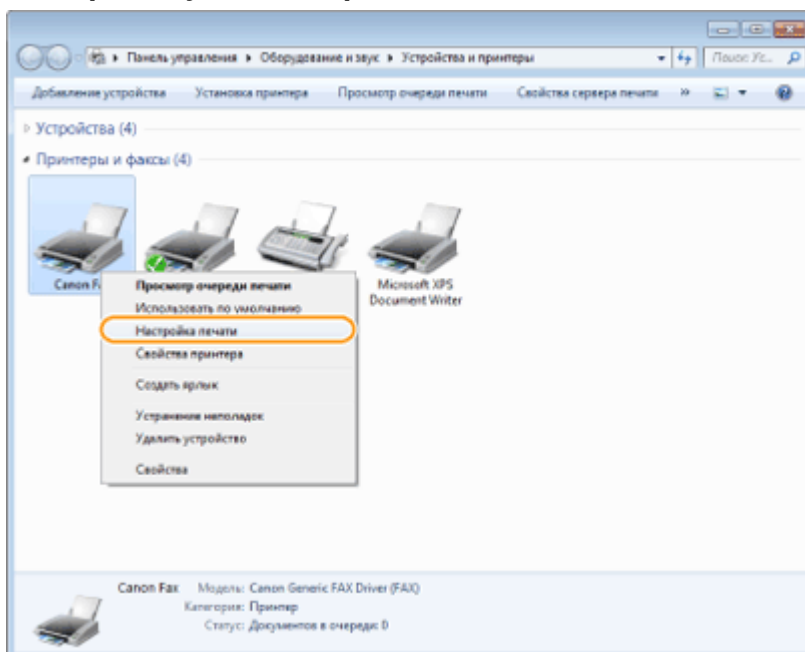 Панель управления ▸ Оборудование и звук ▸ Устройства и принтеры
Поиск: Ус...
Добавление устройства Установка принтера Просмотр очереди печати Свойства сервера печати »
Устройства (4)
Принтеры и факсы (4)
Canon F
Microsoft XPS
Document Writer
Просмотр очереди печати
Использовать по умолчанию
Настройка печати
Свойства принтера
Создать ярлык
Устранение неполадок
Удалить устройство
Свойства
Canon Fax Модель: Canon Generic FAX Driver (FAX)
Категория: Принтер
Статус: Документов в очереди: 0